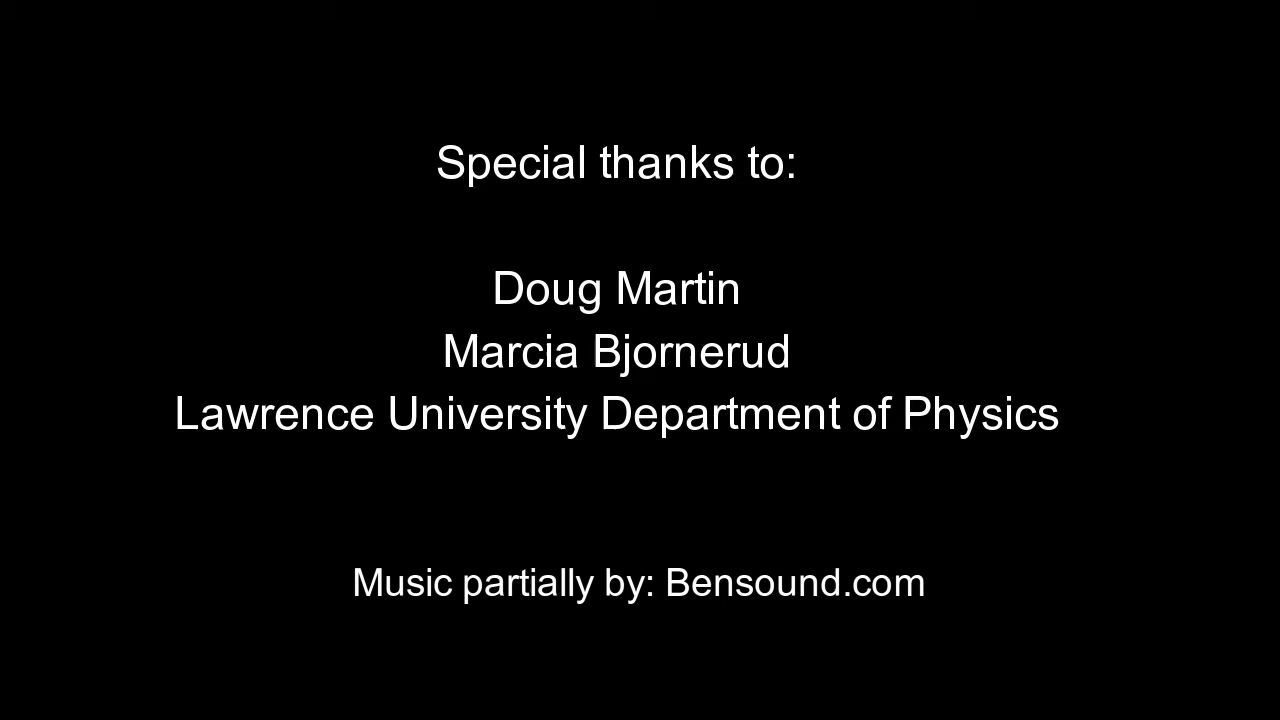 Special thanks to:
Doug Martin
Marcia Bjornerud
Lawrence University Department of Physics
Music partially by: Bensound.com